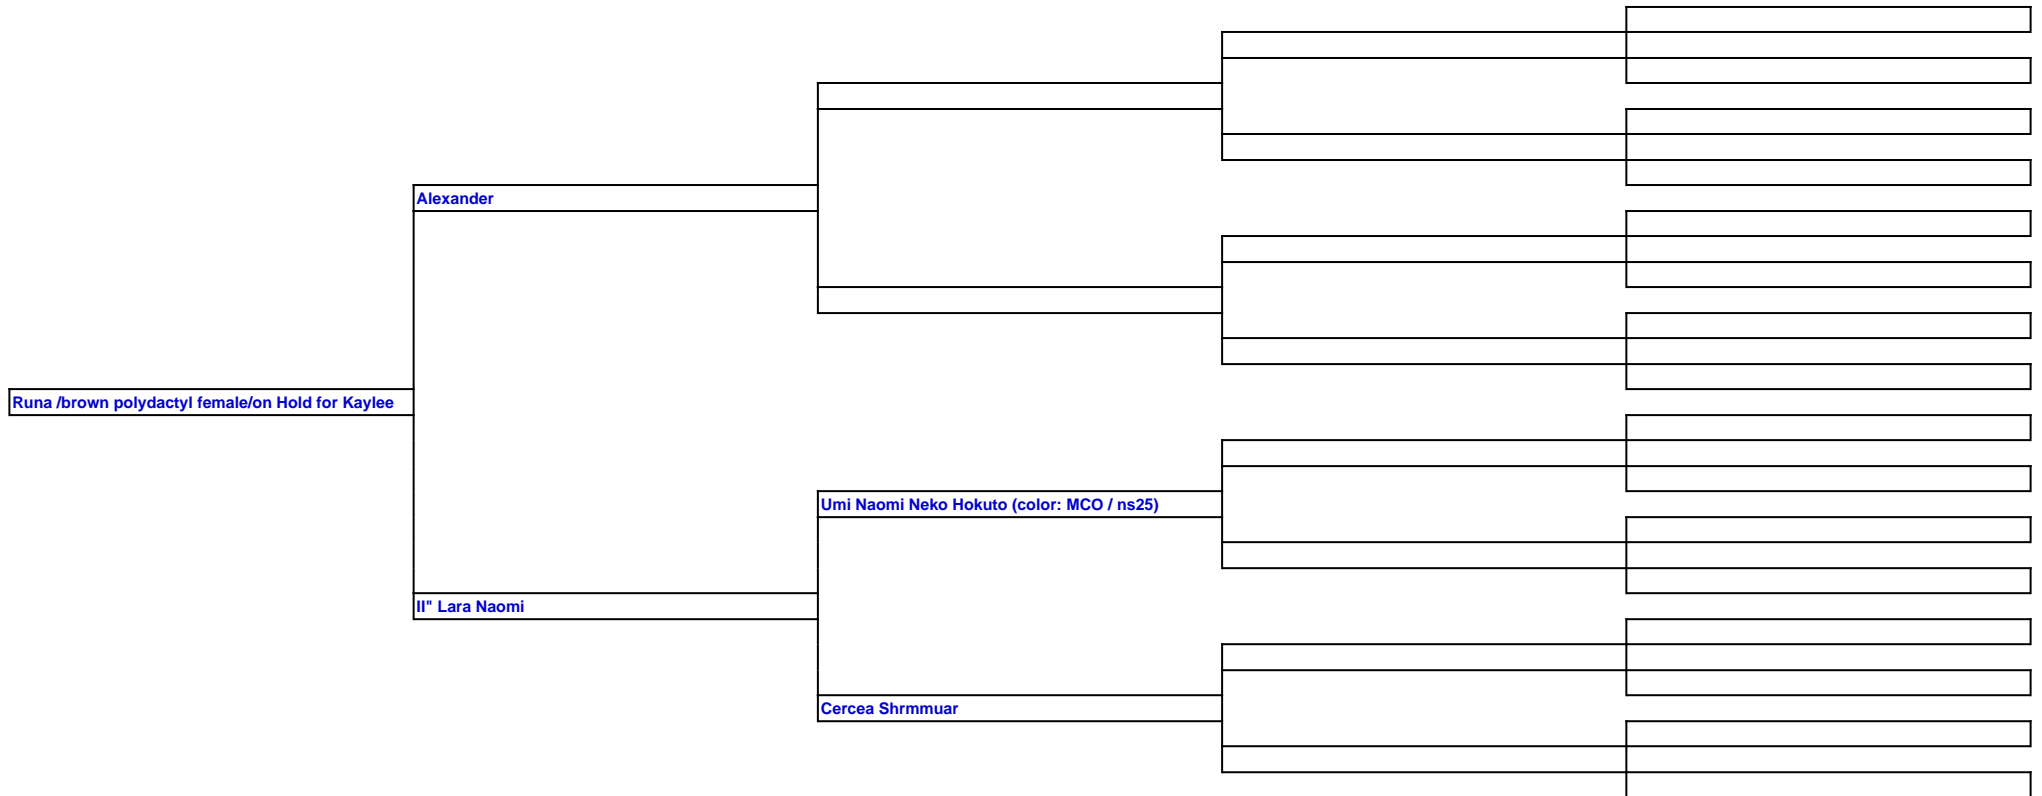 Alexander
Runa /brown polydactyl female/on Hold for Kaylee
Umi Naomi Neko Hokuto (color: MCO / ns25)
II" Lara Naomi
Cercea Shrmmuar